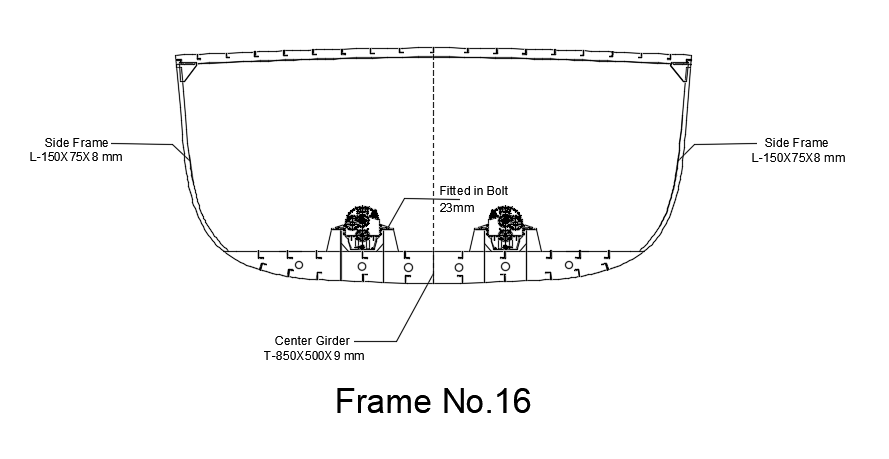 Side Frame
L-150X75X8 mm
Side Frame
L-150X75X8 mm
Fitted in Bolt
23mm
Center Girder
T-850X500X9 mm
Frame No.16